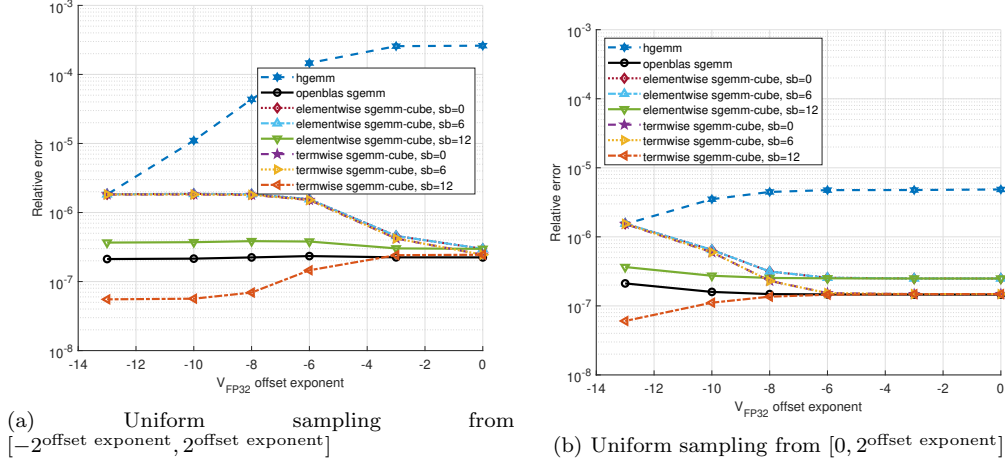 10^-3
10^-4
10^-5
10^-6
10^-7
10^-8
Relative error
hgemm
openblas sgemm
elementwise sgemm-cube, sb=0
elementwise sgemm-cube, sb=6
elementwise sgemm-cube, sb=12
termwise sgemm-cube, sb=0
termwise sgemm-cube, sb=6
termwise sgemm-cube, sb=12
-14 -12 -10 -8 -6 -4 -2 0
V_FP32 offset exponent
(a) Uniform sampling from
[−2^offset exponent, 2^offset exponent]
10^-3
10^-4
10^-5
10^-6
10^-7
10^-8
Relative error
hgemm
openblas sgemm
elementwise sgemm-cube, sb=0
elementwise sgemm-cube, sb=6
elementwise sgemm-cube, sb=12
termwise sgemm-cube, sb=0
termwise sgemm-cube, sb=6
termwise sgemm-cube, sb=12
-14 -12 -10 -8 -6 -4 -2 0
V_FP32 offset exponent
(b) Uniform sampling from [0, 2^offset exponent]